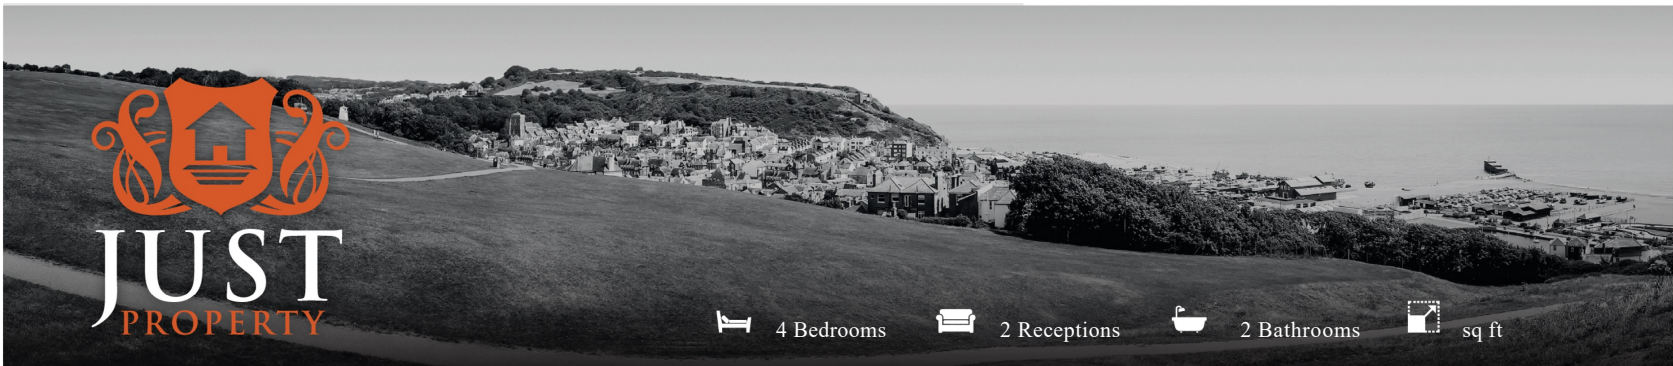 JUST
PROPERTY
4 Bedrooms
2 Receptions
2 Bathrooms
sq ft